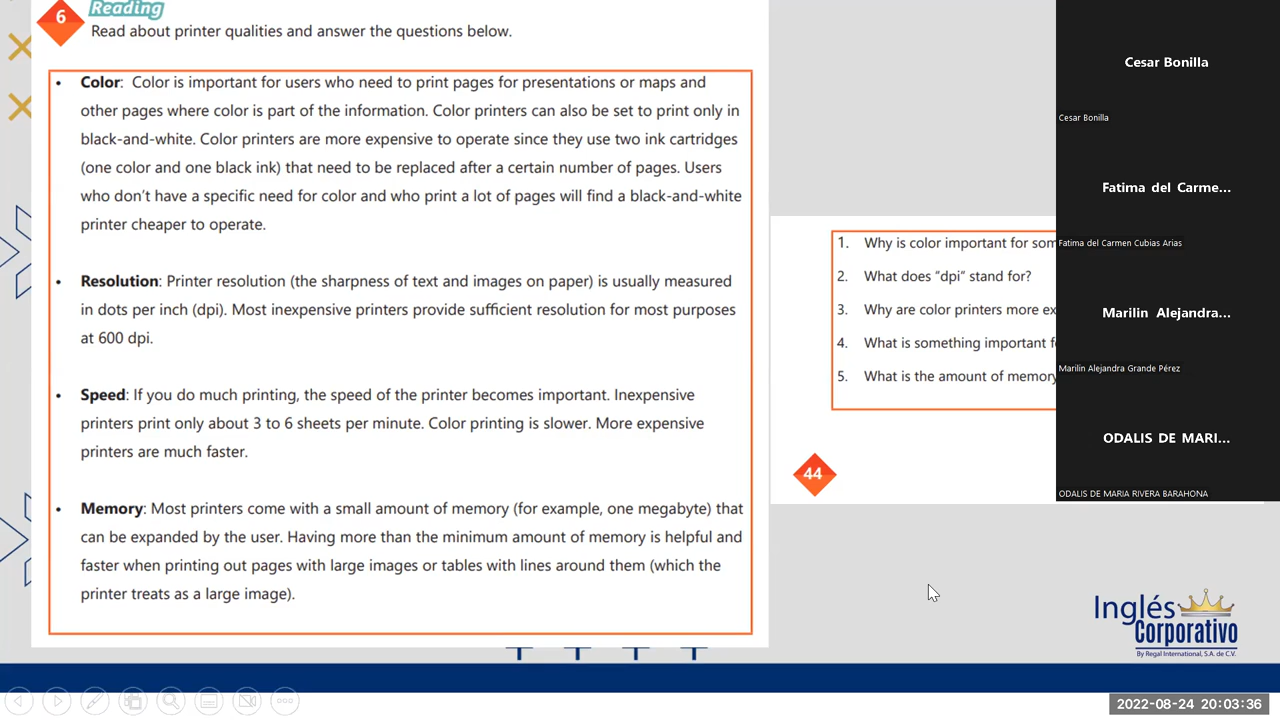 6
Reading
Read about printer qualities and answer the questions below.
• Color: Color is important for users who need to print pages for presentations or maps and
other pages where color is part of the information. Color printers can also be set to print only in
black-and-white. Color printers are more expensive to operate since they use two ink cartridges
(one color and one black ink) that need to be replaced after a certain number of pages. Users
who don’t have a specific need for color and who print a lot of pages will find a black-and-white
printer cheaper to operate.
• Resolution: Printer resolution (the sharpness of text and images on paper) is usually measured
in dots per inch (dpi). Most inexpensive printers provide sufficient resolution for most purposes
at 600 dpi.
• Speed: If you do much printing, the speed of the printer becomes important. Inexpensive
printers print only about 3 to 6 sheets per minute. Color printing is slower. More expensive
printers are much faster.
• Memory: Most printers come with a small amount of memory (for example, one megabyte) that
can be expanded by the user. Having more than the minimum amount of memory is helpful and
faster when printing out pages with large images or tables with lines around them (which the
printer treats as a large image).
1. Why is color important for som
2. What does “dpi” stand for?
3. Why are color printers more ex
4. What is something important f
5. What is the amount of memory
44
Cesar Bonilla
Cesar Bonilla
Fatima del Carme...
Fatima del Carmen Cubias Arias
Marilin Alejandra...
Marilin Alejandra Grande Pérez
ODALIS DE MARI...
ODALIS DE MARIA RIVERA BARAHONA
Inglés
Corporativo
By Regal International, S.A. de C.V.
2022-08-24 20:03:36